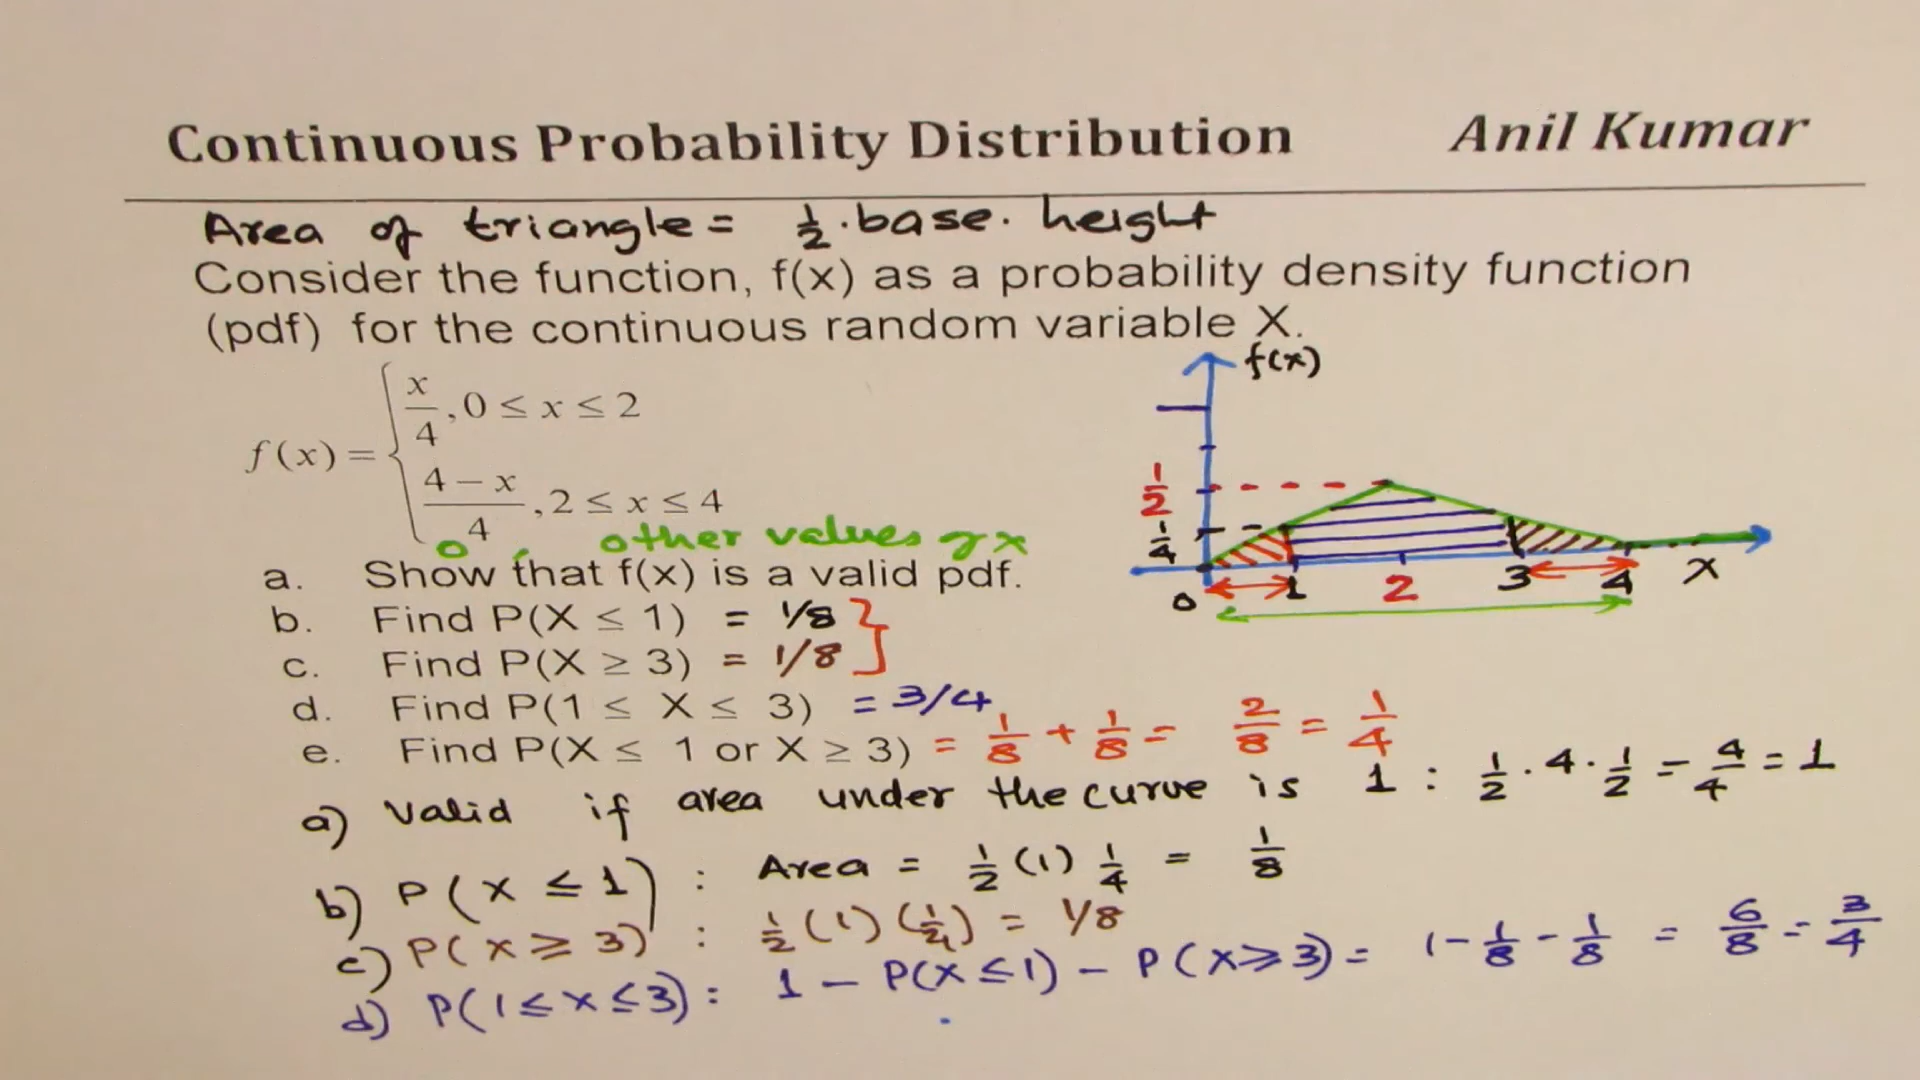 Continuous Probability Distribution Anil Kumar
Area of triangle = 1/2 · base · height
Consider the function, f(x) as a probability density function
(pdf) for the continuous random variable X.
f(x)
x/4 , 0 ≤ x ≤ 2
f(x) =
(4 − x)/4 , 2 ≤ x ≤ 4
0 , other values of x
1/2
1/4
0 1 2 3 4 x
a. Show that f(x) is a valid pdf.
b. Find P(X ≤ 1) = 1/8
c. Find P(X ≥ 3) = 1/8
d. Find P(1 ≤ X ≤ 3) = 3/4
e. Find P(X ≤ 1 or X ≥ 3) = 1/8 + 1/8 = 2/8 = 1/4
a) Valid if area under the curve is 1 : 1/2 · 4 · 1/2 = 4/4 = 1
b) P(X ≤ 1) : Area = 1/2 (1) 1/4 = 1/8
c) P(X ≥ 3) : 1/2 (1) (1/4) = 1/8
d) P(1 ≤ X ≤ 3) : 1 − P(X ≤ 1) − P(X ≥ 3) = 1 − 1/8 − 1/8 = 6/8 = 3/4